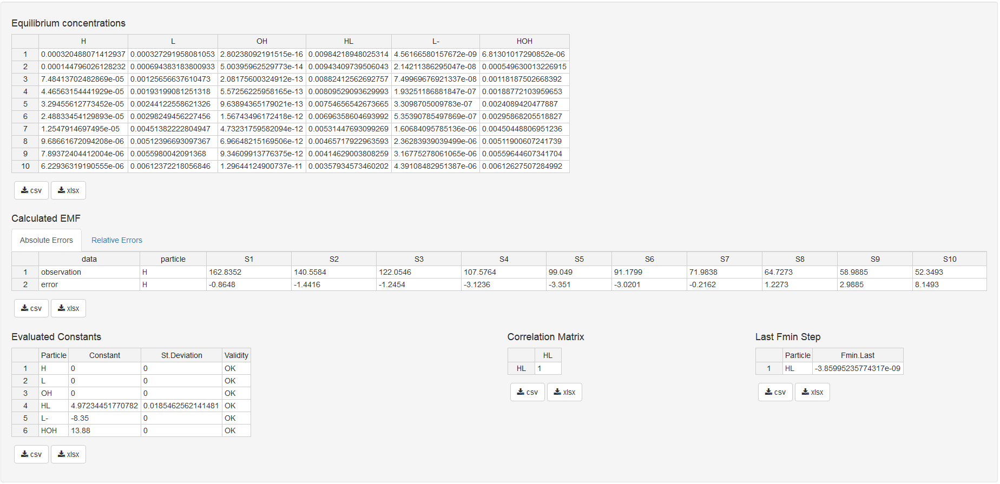 Equilibrium concentrations
H L OH HL L- HOH
1 0.000320488071412937 0.000327291958081053 2.80238092191515e-16 0.00984218948025314 4.56166580157672e-09 6.81301017290852e-06
2 0.000144796026128232 0.000694383183800933 5.00395962529773e-14 0.00943409739506043 2.14211386295047e-08 0.000549630013226915
3 7.48413702482869e-05 0.00125656637610473 2.08175600324912e-13 0.00882412562692757 7.49969676921337e-08 0.00118187502668392
4 4.46563154441929e-05 0.00193199081251318 5.57256225958165e-13 0.00809529093629993 1.93251186881847e-07 0.00188772103959653
5 3.29455612773452e-05 0.00244122558621326 9.63894365179021e-13 0.00754656542673665 3.3098705009783e-07 0.0024089420477887
6 2.48833454129893e-05 0.00298249456227456 1.56743496172418e-12 0.00696358604693992 5.35390785497869e-07 0.00295868205518827
7 1.2547914697495e-05 0.00451382222804947 4.73231759582094e-12 0.00531447693099269 1.60684095785136e-06 0.00450448806951236
8 9.68661672094208e-06 0.00512396693097367 6.96648215169506e-12 0.00465717922963593 2.36283939039499e-06 0.00511900607241739
9 7.89372404412004e-06 0.0055980042091368 9.34609913776375e-12 0.00414629003808259 3.16775278061065e-06 0.00559644607341704
10 6.22936319190555e-06 0.00612372218056846 1.29644124900737e-11 0.00357934573460202 4.39108482951387e-06 0.00612627507284992
csv xlsx
Calculated EMF
Absolute Errors Relative Errors
data particle S1 S2 S3 S4 S5 S6 S7 S8 S9 S10
1 observation H 162.8352 140.5584 122.0546 107.5764 99.049 91.1799 71.9838 64.7273 58.9885 52.3493
2 error H -0.8648 -1.4416 -1.2454 -3.1236 -3.351 -3.0201 -0.2162 1.2273 2.9885 8.1493
csv xlsx
Evaluated Constants
Particle Constant St.Deviation Validity
1 H 0 0 OK
2 L 0 0 OK
3 OH 0 0 OK
4 HL 4.97234451770782 0.0185462562141481 OK
5 L- -8.35 0 OK
6 HOH 13.88 0 OK
csv xlsx
Correlation Matrix
HL
HL 1
csv xlsx
Last Fmin Step
Particle Fmin.Last
1 HL -3.85995235774317e-09
csv xlsx